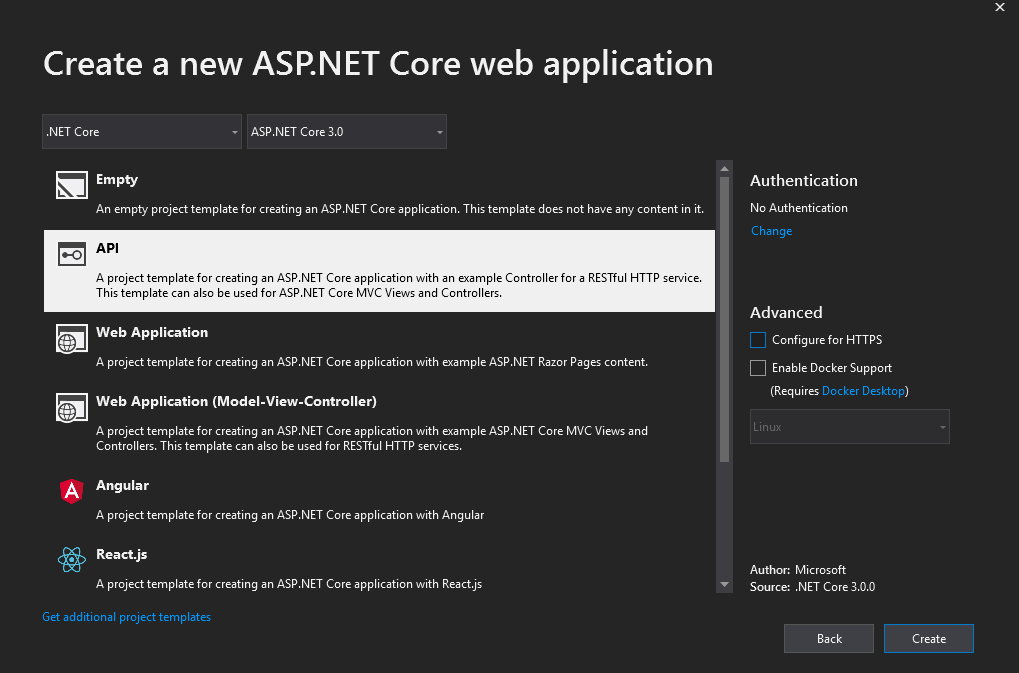 Create a new ASP.NET Core web application
.NET Core
ASP.NET Core 3.0
Empty
An empty project template for creating an ASP.NET Core application. This template does not have any content in it.
API
A project template for creating an ASP.NET Core application with an example Controller for a RESTful HTTP service.
This template can also be used for ASP.NET Core MVC Views and Controllers.
Web Application
A project template for creating an ASP.NET Core application with example ASP.NET Razor Pages content.
Web Application (Model-View-Controller)
A project template for creating an ASP.NET Core application with example ASP.NET Core MVC Views and
Controllers. This template can also be used for RESTful HTTP services.
Angular
A project template for creating an ASP.NET Core application with Angular
React.js
A project template for creating an ASP.NET Core application with React.js
Get additional project templates
Authentication
No Authentication
Change
Advanced
Configure for HTTPS
Enable Docker Support
(Requires Docker Desktop)
Linux
Author: Microsoft
Source: .NET Core 3.0.0
Back
Create